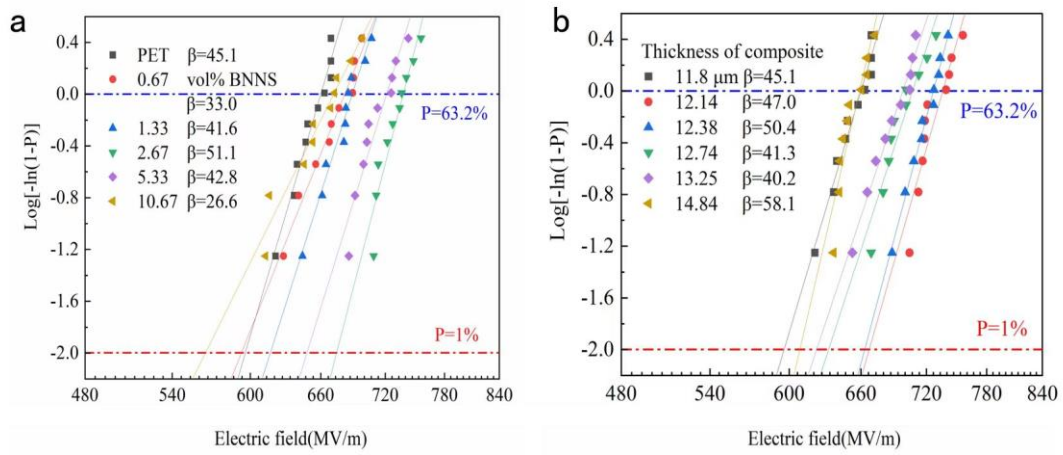 a
Log[-ln(1-P)]
0.4
0.0
-0.4
-0.8
-1.2
-1.6
-2.0
PET β=45.1
0.67 vol% BNNS
β=33.0
1.33 β=41.6
2.67 β=51.1
5.33 β=42.8
10.67 β=26.6
P=63.2%
P=1%
480 600 660 720 780 840
Electric field(MV/m)
b
Log[-ln(1-P)]
0.4
0.0
-0.4
-0.8
-1.2
-1.6
-2.0
Thickness of composite
11.8 μm β=45.1
12.14 β=47.0
12.38 β=50.4
12.74 β=41.3
13.25 β=40.2
14.84 β=58.1
P=63.2%
P=1%
480 600 660 720 840
Electric field(MV/m)